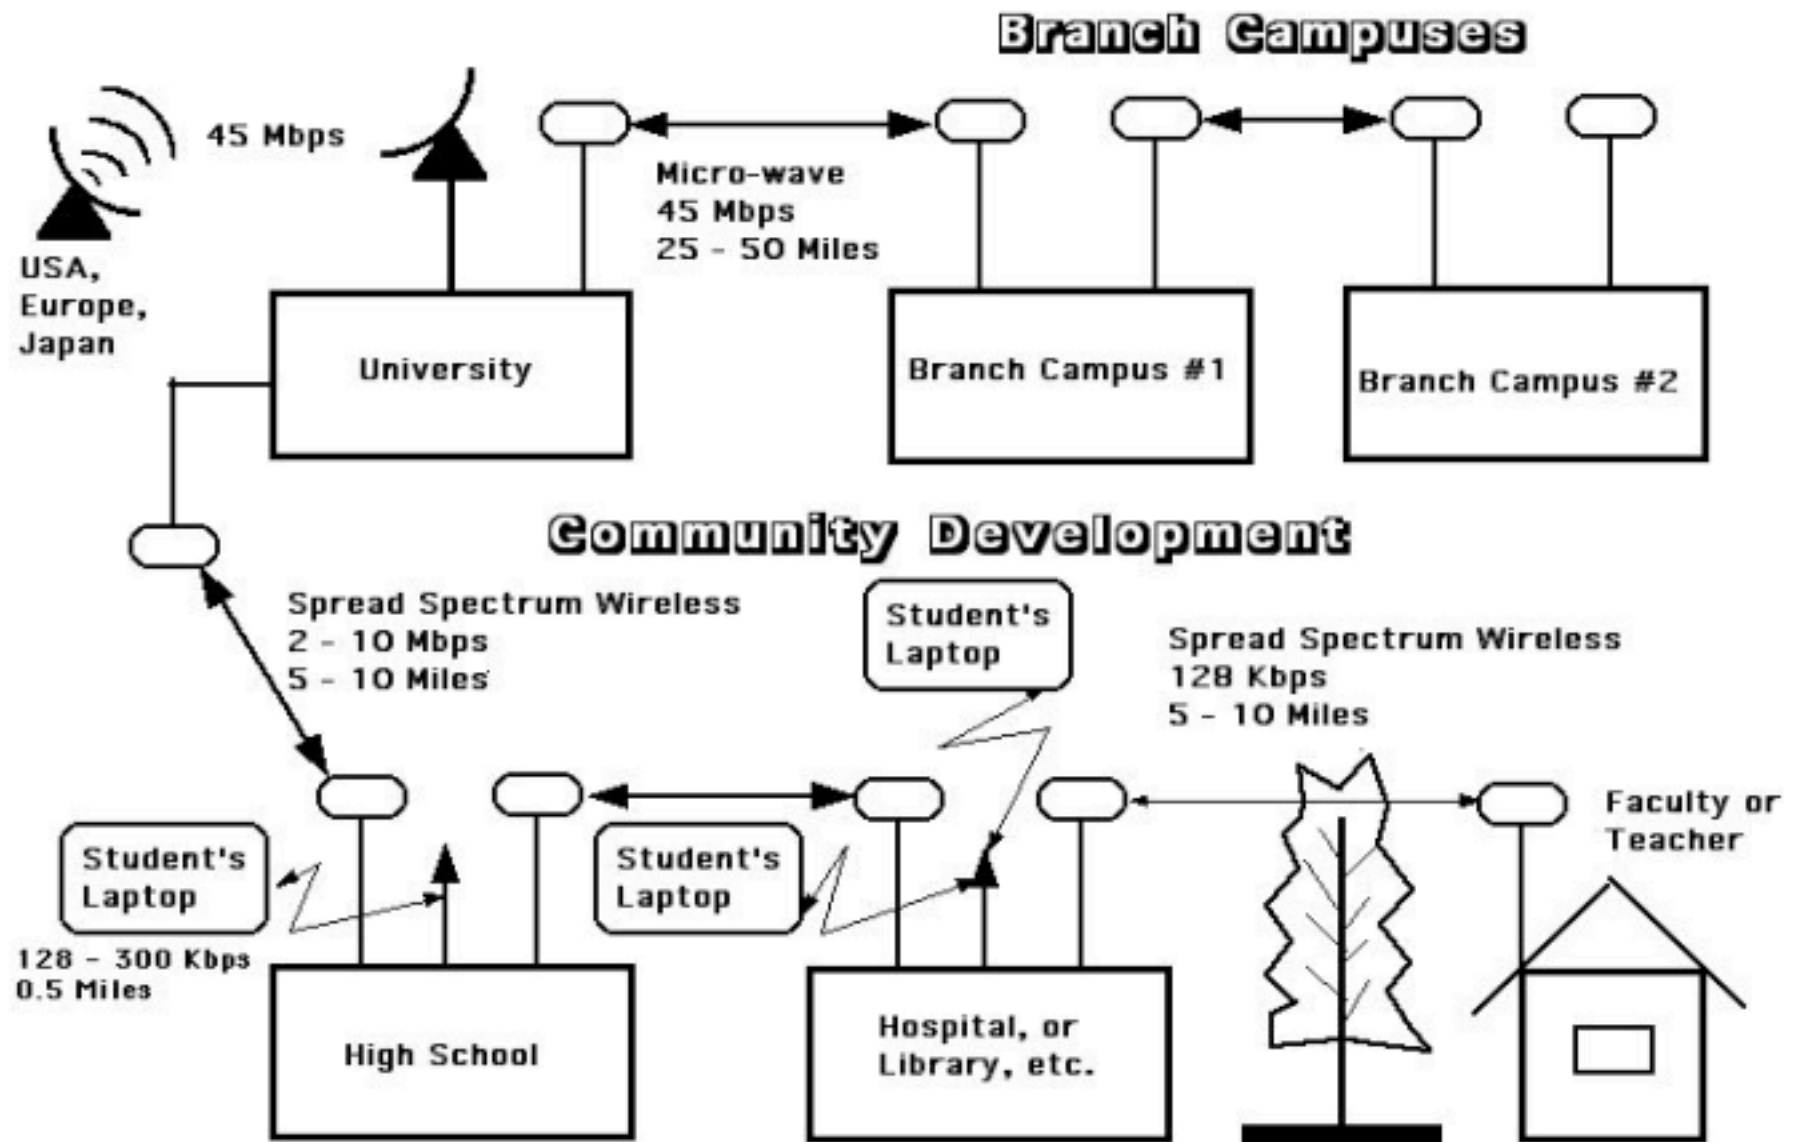 Branch Campuses
45 Mbps
Micro-wave
45 Mbps
25 - 50 Miles
USA,
Europe,
Japan
University
Branch Campus #1
Branch Campus #2
Community Development
Spread Spectrum Wireless
2 - 10 Mbps
5 - 10 Miles
Student's
Laptop
Spread Spectrum Wireless
128 Kbps
5 - 10 Miles
Student's
Laptop
128 - 300 Kbps
0.5 Miles
Student's
Laptop
Faculty or
Teacher
High School
Hospital, or
Library, etc.